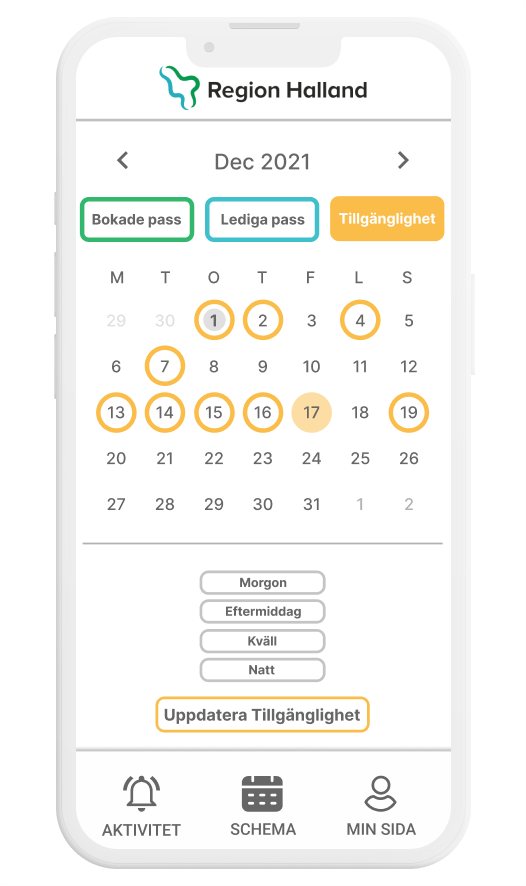 Region Halland
Dec 2021
Bokade pass Lediga pass Tillgänglighet
M T O T F L S
29 30 1 2 3 4 5
6 7 8 9 10 11 12
13 14 15 16 17 18 19
20 21 22 23 24 25 26
27 28 29 30 31 1 2
Morgon
Eftermiddag
Kväll
Natt
Uppdatera Tillgänglighet
AKTIVITET SCHEMA MIN SIDA